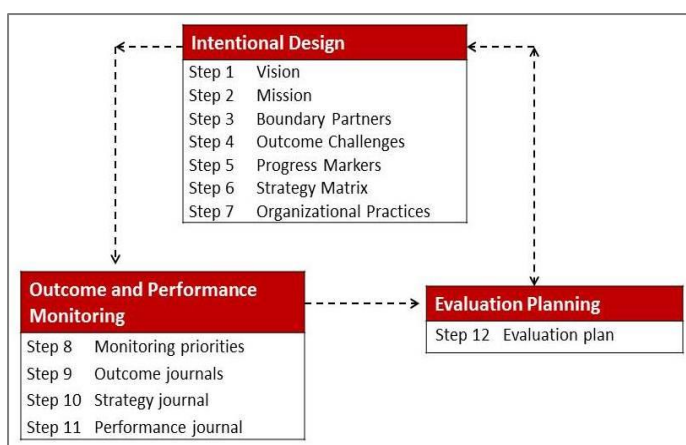 Intentional Design
Step 1 Vision
Step 2 Mission
Step 3 Boundary Partners
Step 4 Outcome Challenges
Step 5 Progress Markers
Step 6 Strategy Matrix
Step 7 Organizational Practices
Outcome and Performance
Monitoring
Step 8 Monitoring priorities
Step 9 Outcome journals
Step 10 Strategy journal
Step 11 Performance journal
Evaluation Planning
Step 12 Evaluation plan